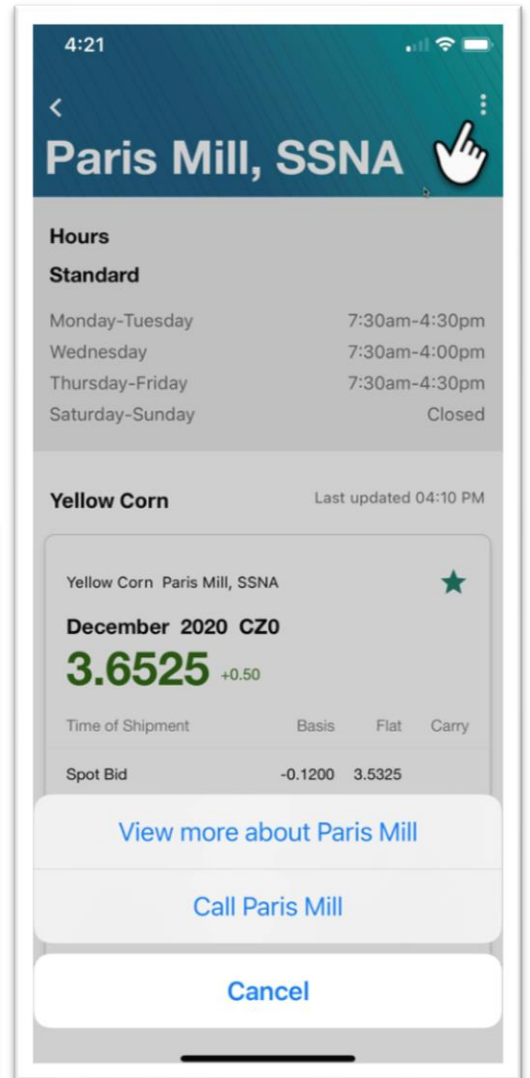 4:21
Paris Mill, SSNA
Hours
Standard
Monday-Tuesday 7:30am-4:30pm
Wednesday 7:30am-4:00pm
Thursday-Friday 7:30am-4:30pm
Saturday-Sunday Closed
Yellow Corn Last updated 04:10 PM
Yellow Corn Paris Mill, SSNA
December 2020 CZ0
3.6525 +0.50
Time of Shipment Basis Flat Carry
Spot Bid -0.1200 3.5325
View more about Paris Mill
Call Paris Mill
Cancel